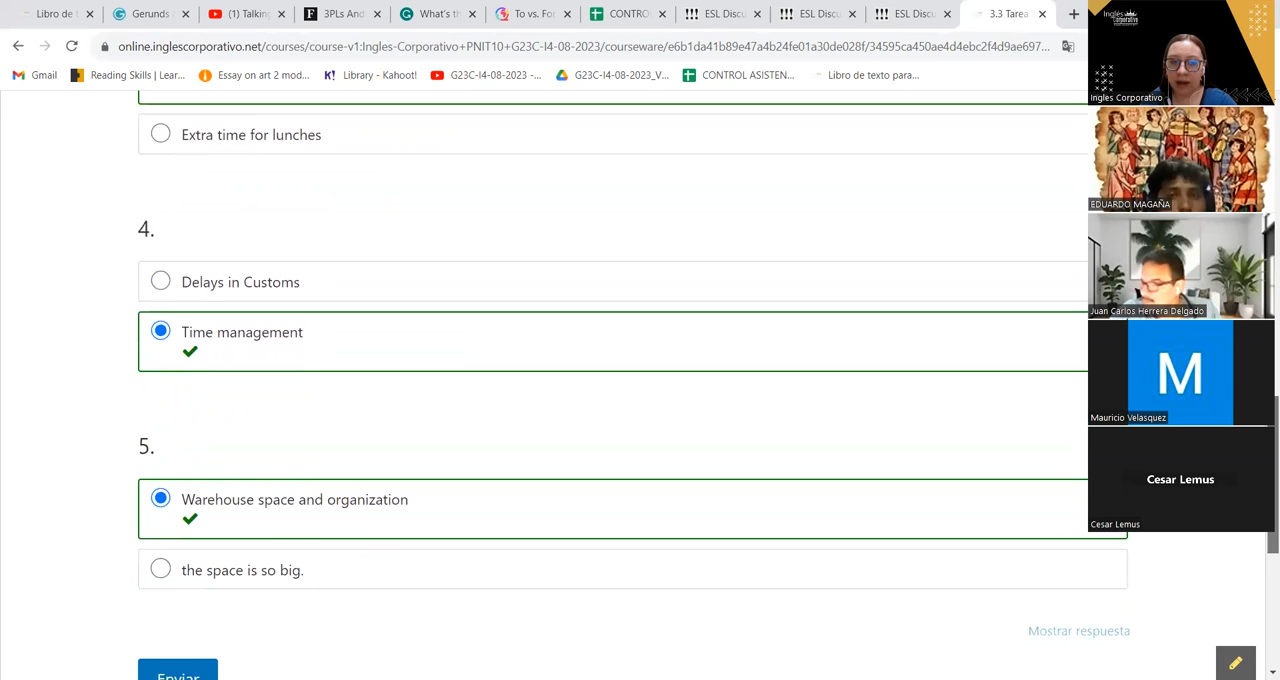 Libro de t
Gerunds
(1) Talkin
3PLs And
What's th
To vs. For
CONTRO
ESL Discu
ESL Discu
ESL Discu
3.3 Tarea
online.inglescorporativo.net/courses/course-v1:Ingles-Corporativo+PNIT10+G23C-I4-08-2023/courseware/e6b1da41b89e47a4b24fe01a30de028f/34595ca450ae4d4ebc2f4d9ae697...
Gmail
Reading Skills | Lear...
Essay on art 2 mod...
Library - Kahoot!
G23C-I4-08-2023 -...
G23C-I4-08-2023_V...
CONTROL ASISTEN...
Libro de texto para...
Extra time for lunches
4.
Delays in Customs
Time management
5.
Warehouse space and organization
the space is so big.
Mostrar respuesta
Enviar
Inglés
Corporativo
Ingles Corporativo
EDUARDO MAGAÑA
Juan Carlos Herrera Delgado
M
Mauricio Velasquez
Cesar Lemus
Cesar Lemus